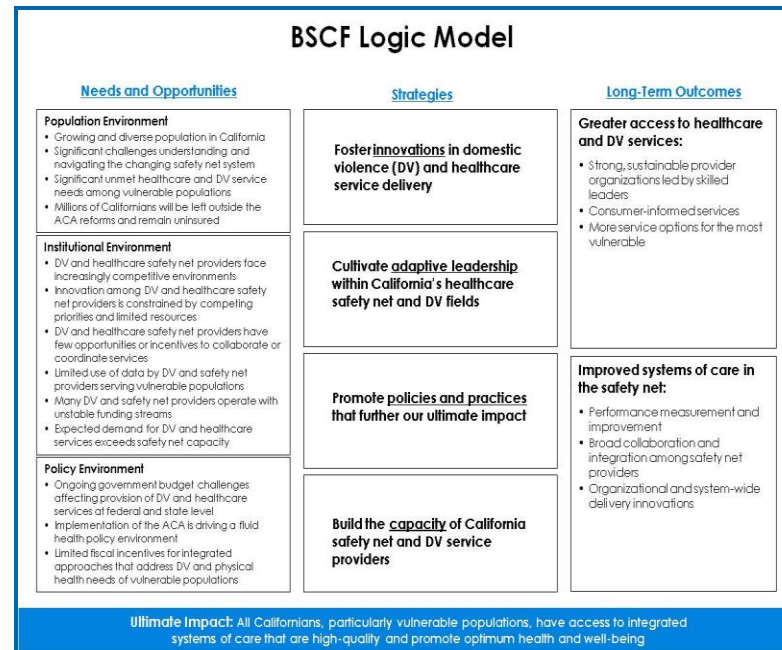 BSCF Logic Model
Needs and Opportunities
Population Environment
• Growing and diverse population in California
• Significant challenges understanding and
navigating the changing safety net system
• Significant unmet healthcare and DV service
needs among vulnerable populations
• Millions of Californians will be left outside the
ACA reforms and remain uninsured
Institutional Environment
• DV and healthcare safety net providers face
increasingly competitive environments
• Innovation among DV and healthcare safety
net providers is constrained by competing
priorities and limited resources
• DV and healthcare safety net providers have
few opportunities or incentives to collaborate or
coordinate services
• Limited use of data by DV and safety net
providers serving vulnerable populations
• Many DV and safety net providers operate with
unstable funding streams
• Expected demand for DV and healthcare
services exceeds safety net capacity
Policy Environment
• Ongoing government budget challenges
affecting provision of DV and healthcare
services at federal and state level
• Implementation of the ACA is driving a fluid
health policy environment
• Limited fiscal incentives for integrated
approaches that address DV and physical
health needs of vulnerable populations
Strategies
Foster innovations in domestic
violence (DV) and healthcare
service delivery
Cultivate adaptive leadership
within California's healthcare
safety net and DV fields
Promote policies and practices
that further our ultimate impact
Build the capacity of California
safety net and DV service
providers
Long-Term Outcomes
Greater access to healthcare
and DV services:
• Strong, sustainable provider
organizations led by skilled
leaders
• Consumer-informed services
• More service options for the most
vulnerable
Improved systems of care in
the safety net:
• Performance measurement and
improvement
• Broad collaboration and
integration among safety net
providers
• Organizational and system-wide
delivery innovations
Ultimate Impact: All Californians, particularly vulnerable populations, have access to integrated
systems of care that are high-quality and promote optimum health and well-being